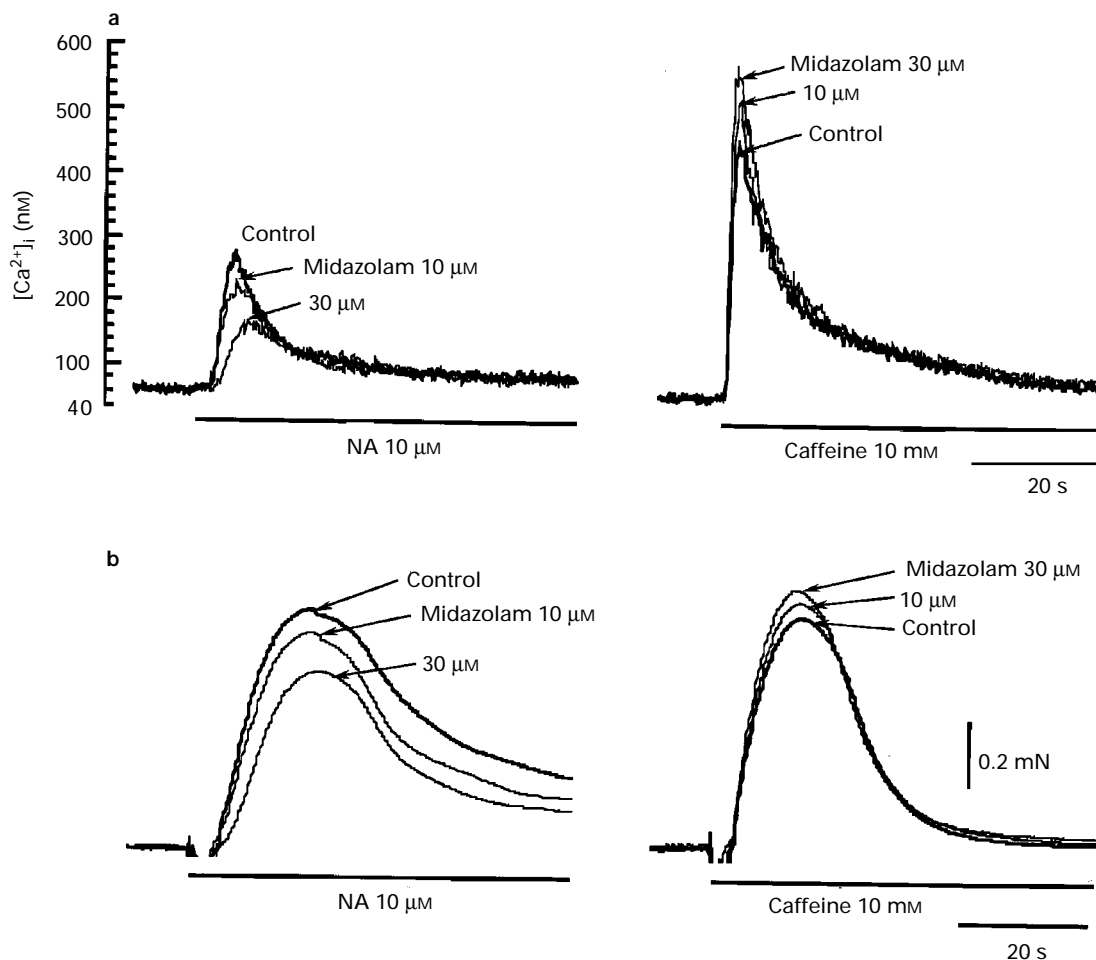 a
600
500
400
300
200
100
40
[Ca²⁺]ᵢ (nM)
Control
Midazolam 10 μM
30 μM
NA 10 μM
Midazolam 30 μM
10 μM
Control
Caffeine 10 mM
20 s
b
Control
Midazolam 10 μM
30 μM
NA 10 μM
Midazolam 30 μM
10 μM
Control
0.2 mN
Caffeine 10 mM
20 s